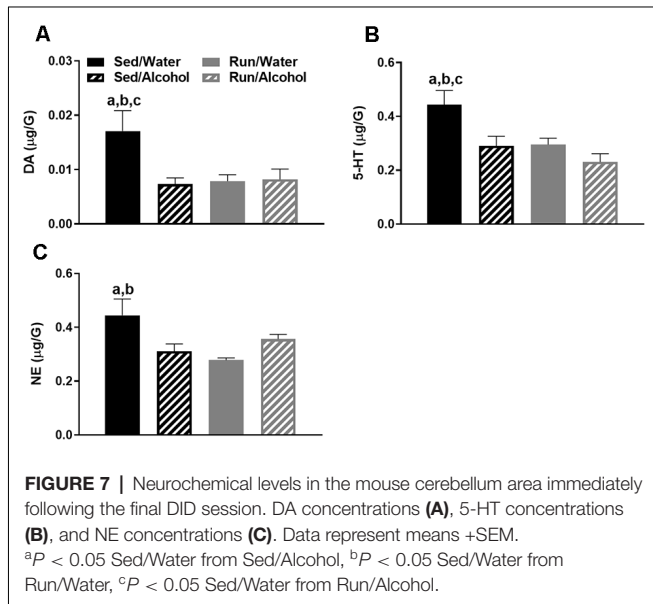 A
Sed/Water Run/Water
Sed/Alcohol Run/Alcohol
0.03
0.02
0.01
0.00
DA (µg/G)
a,b,c
B
0.6
0.4
0.2
0.0
5-HT (µg/G)
a,b,c
C
0.6
0.4
0.2
0.0
NE (µg/G)
a,b
FIGURE 7 | Neurochemical levels in the mouse cerebellum area immediately
following the final DID session. DA concentrations (A), 5-HT concentrations
(B), and NE concentrations (C). Data represent means +SEM.
ᵃP < 0.05 Sed/Water from Sed/Alcohol, ᵇP < 0.05 Sed/Water from
Run/Water, ᶜP < 0.05 Sed/Water from Run/Alcohol.